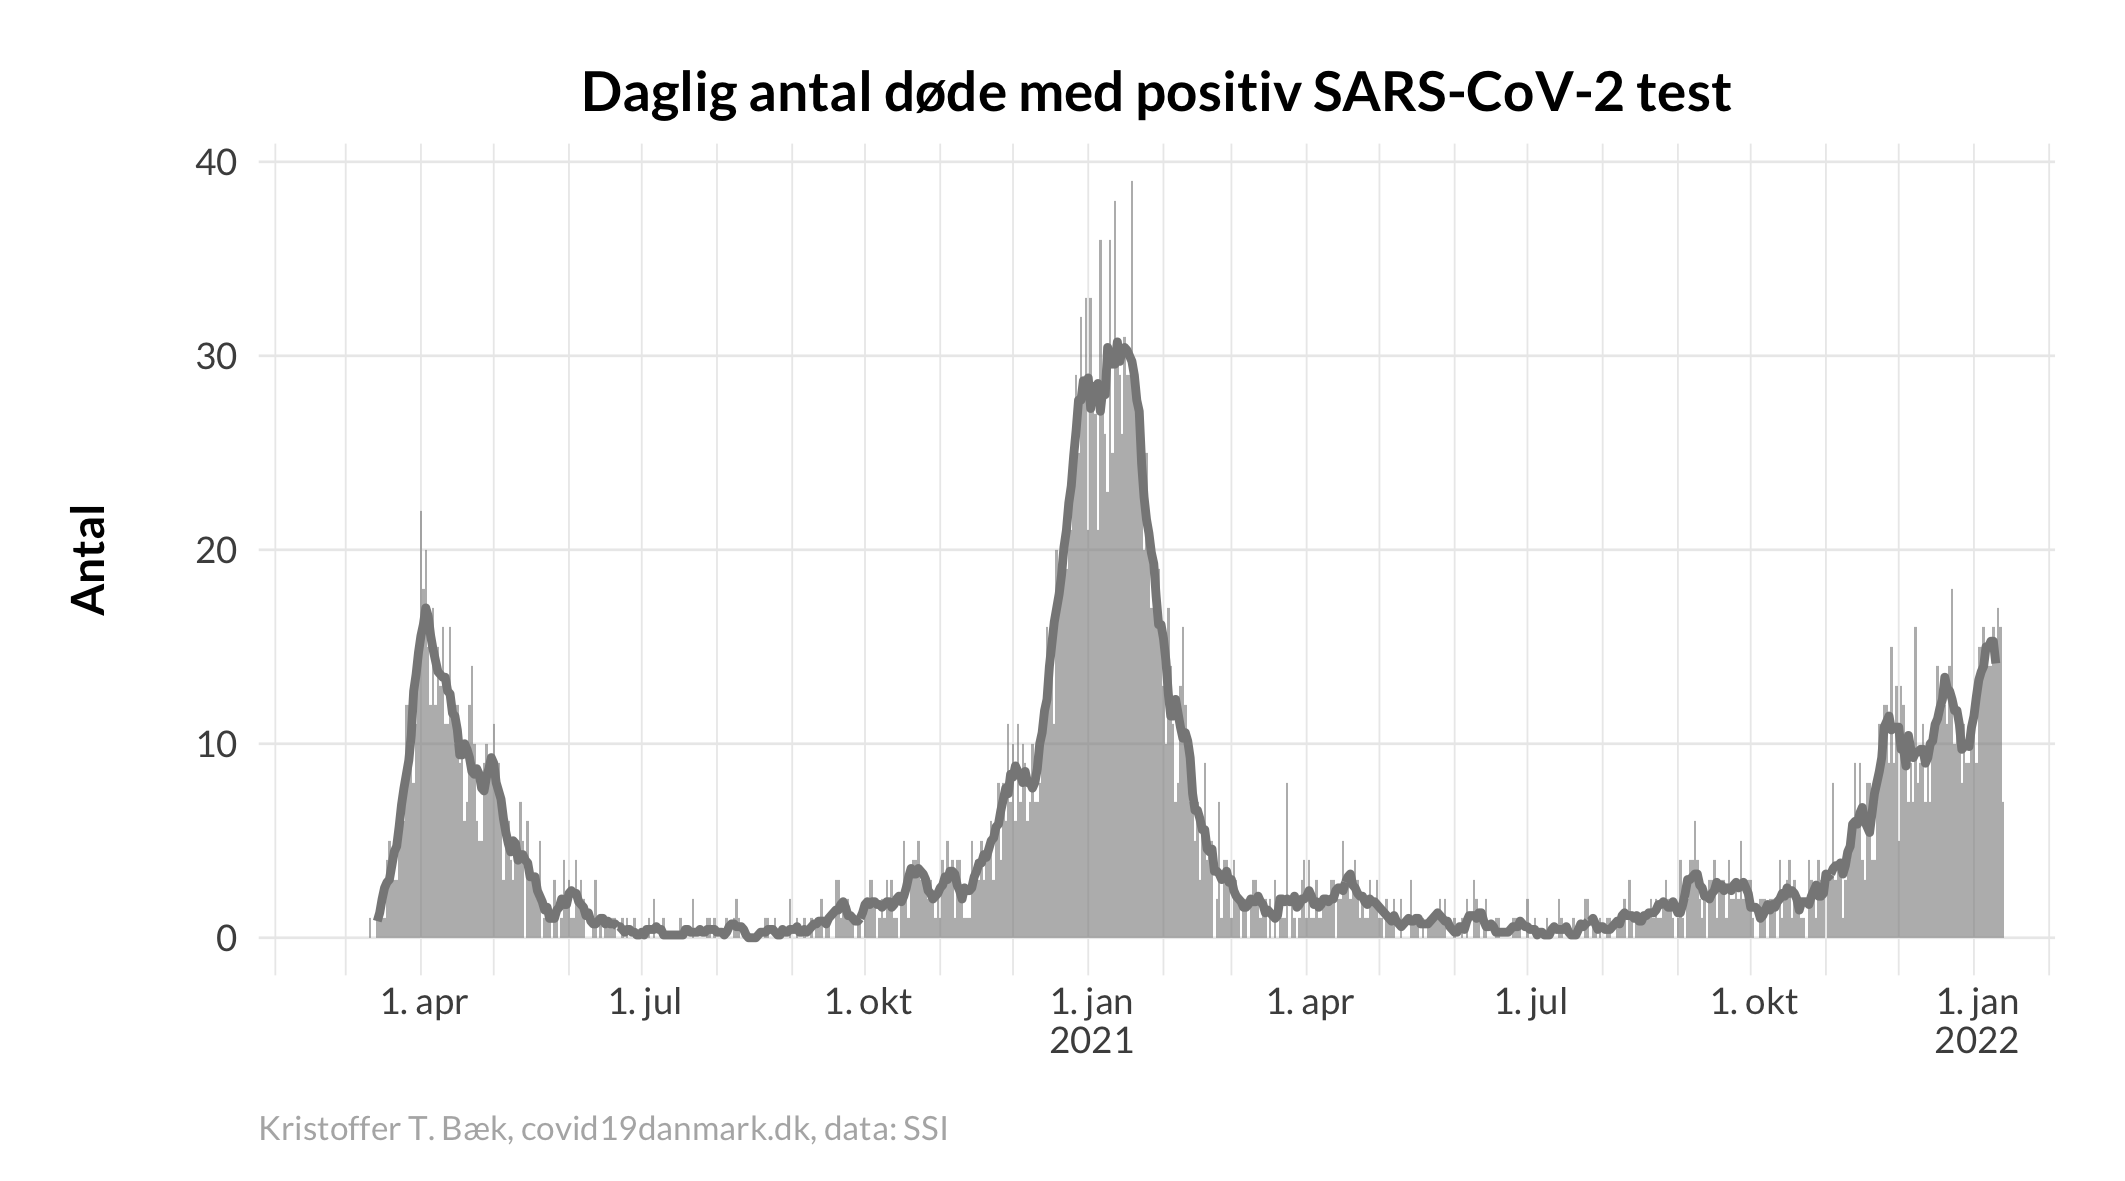 Daglig antal døde med positiv SARS-CoV-2 test
Antal
40
30
20
10
0
1. apr
1. jul
1. okt
1. jan
2021
1. apr
1. jul
1. okt
1. jan
2022
Kristoffer T. Bæk, covid19danmark.dk, data: SSI